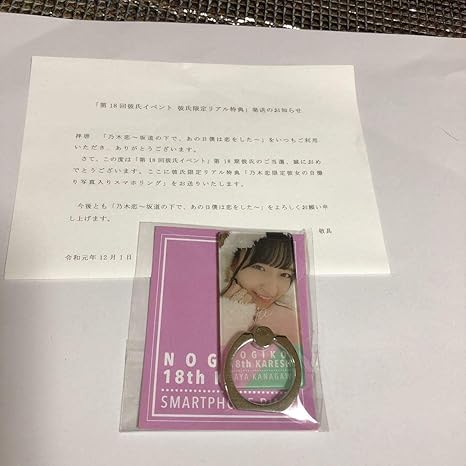 「第18回彼氏イベント 彼氏限定リアル特典」発送のお知らせ
拝啓 「乃木恋～坂道の下で、あの日僕は恋をした～」をいつもご利用
いただき、ありがとうございます。
さて、この度は「第18回彼氏イベント」第18期彼氏のご当選、誠におめ
でとうございます。ここに彼氏限定リアル特典「乃木恋限定彼女の自撮
り写真入りスマホリング」をお送りいたします。
今後とも「乃木恋～坂道の下で、あの日僕は恋をした～」をよろしくお願い申
し上げます。
敬具
令和元年12月1日
NOGIKOI
18th KARESHI
AYA KANAGAW
NOG
18th K
SMARTPHO